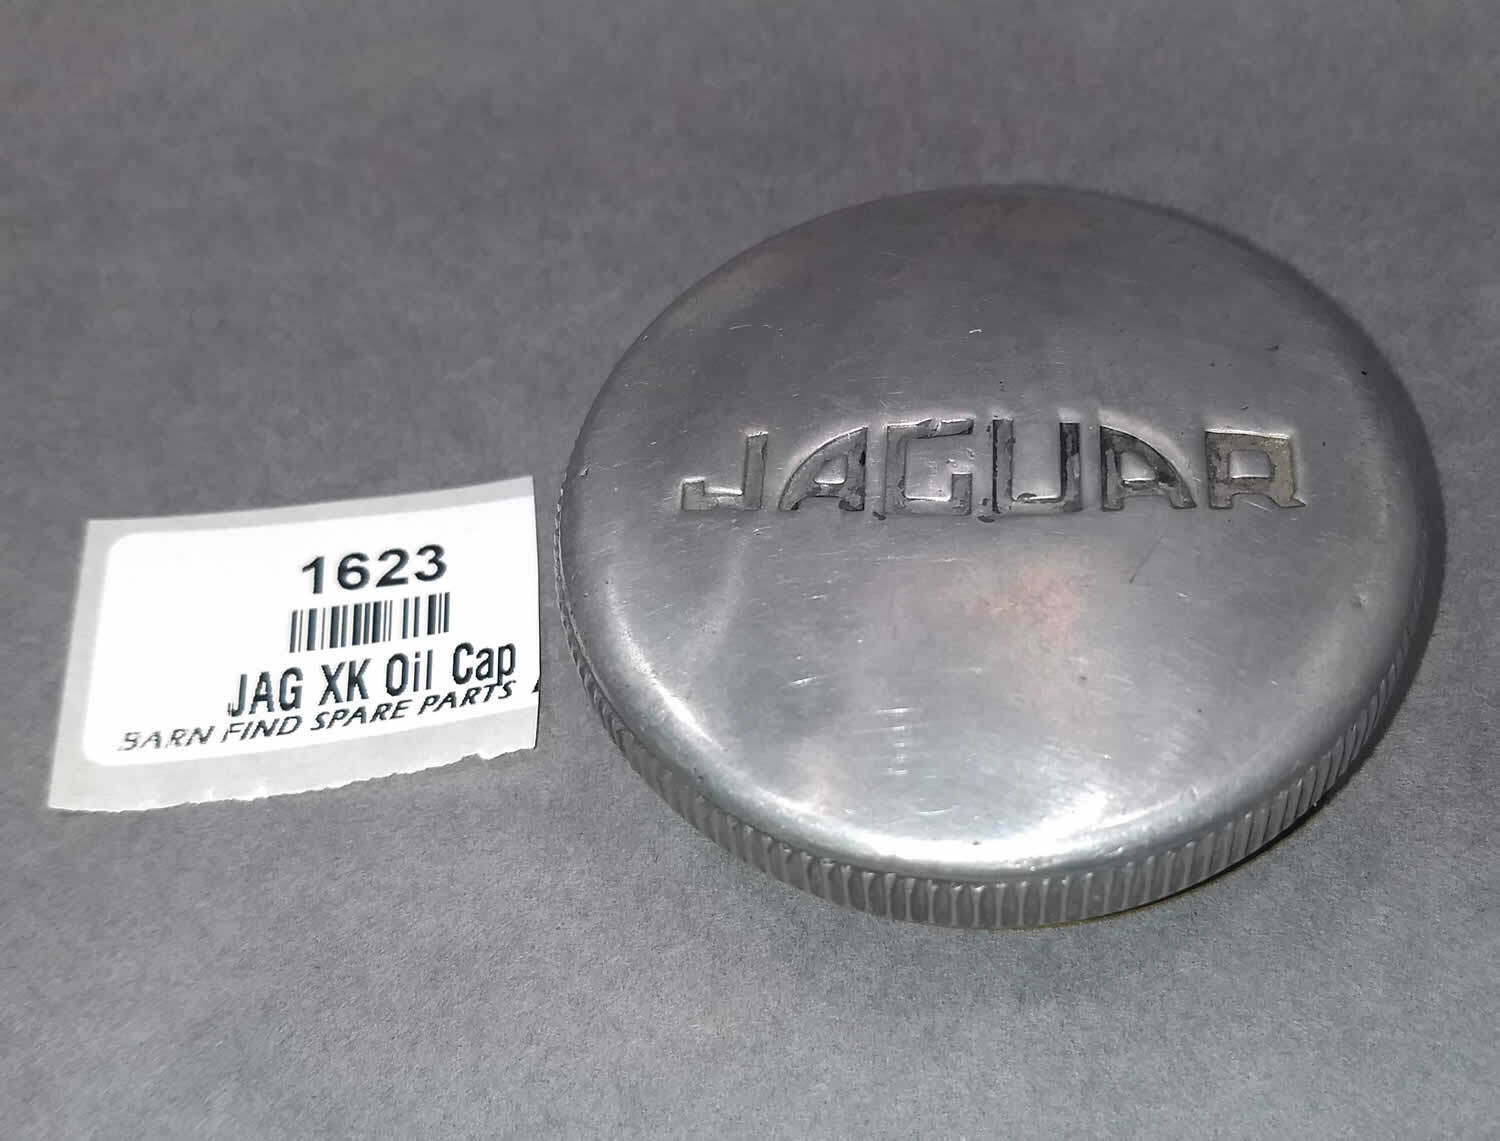 JAGUAR
1623
JAG XK Oil Cap
BARN FIND SPARE PARTS